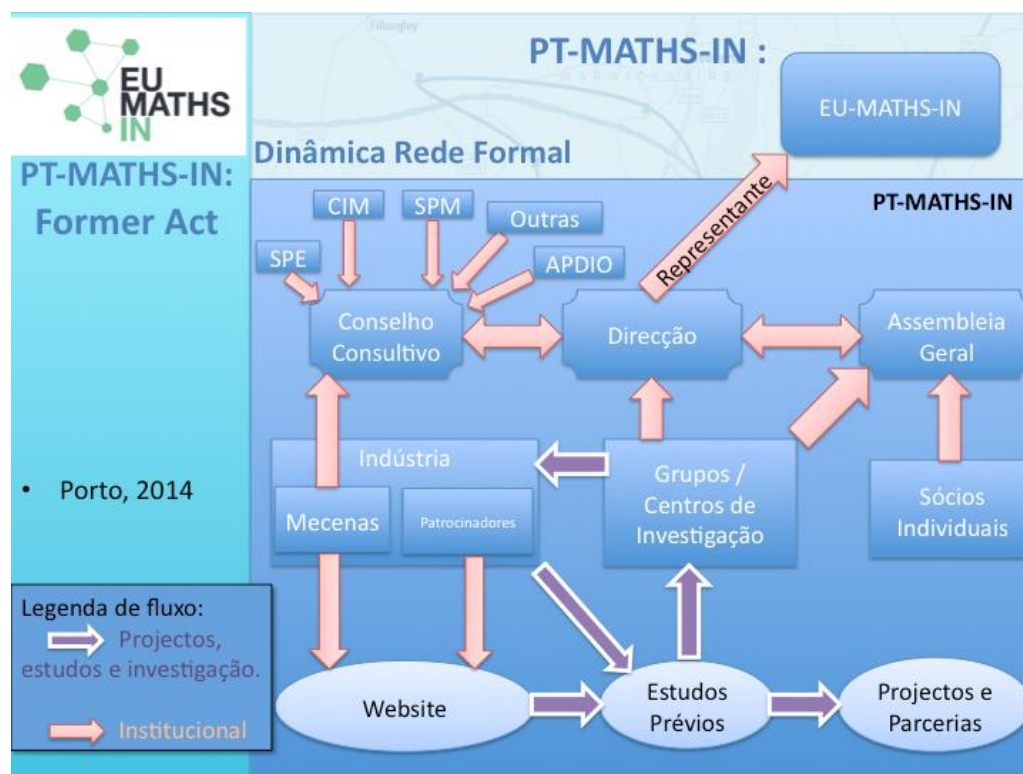 EU
MATHS
IN
PT-MATHS-IN:
Former Act
• Porto, 2014
Legenda de fluxo:
Projectos,
estudos e investigação.
Institucional
Fillongley
WARWICKSHIRE
PT-MATHS-IN :
EU-MATHS-IN
Dinâmica Rede Formal
PT-MATHS-IN
Representante
CIM
SPM
Outras
SPE
APDIO
Conselho
Consultivo
Direcção
Assembleia
Geral
Indústria
Mecenas
Patrocinadores
Grupos /
Centros de
Investigação
Sócios
Individuais
Website
Estudos
Prévios
Projectos e
Parcerias